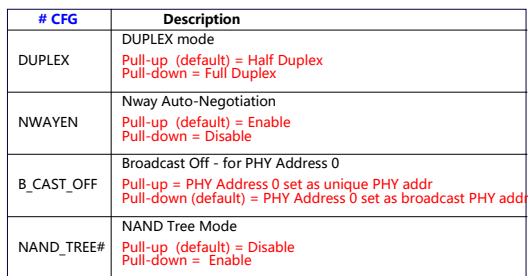 # CFG Description
DUPLEX mode
DUPLEX
Pull-up (default) = Half Duplex
Pull-down = Full Duplex
Nway Auto-Negotiation
NWAYEN
Pull-up (default) = Enable
Pull-down = Disable
Broadcast Off - for PHY Address 0
B_CAST_OFF
Pull-up = PHY Address 0 set as unique PHY addr
Pull-down (default) = PHY Address 0 set as broadcast PHY addr
NAND Tree Mode
NAND_TREE#
Pull-up (default) = Disable
Pull-down = Enable